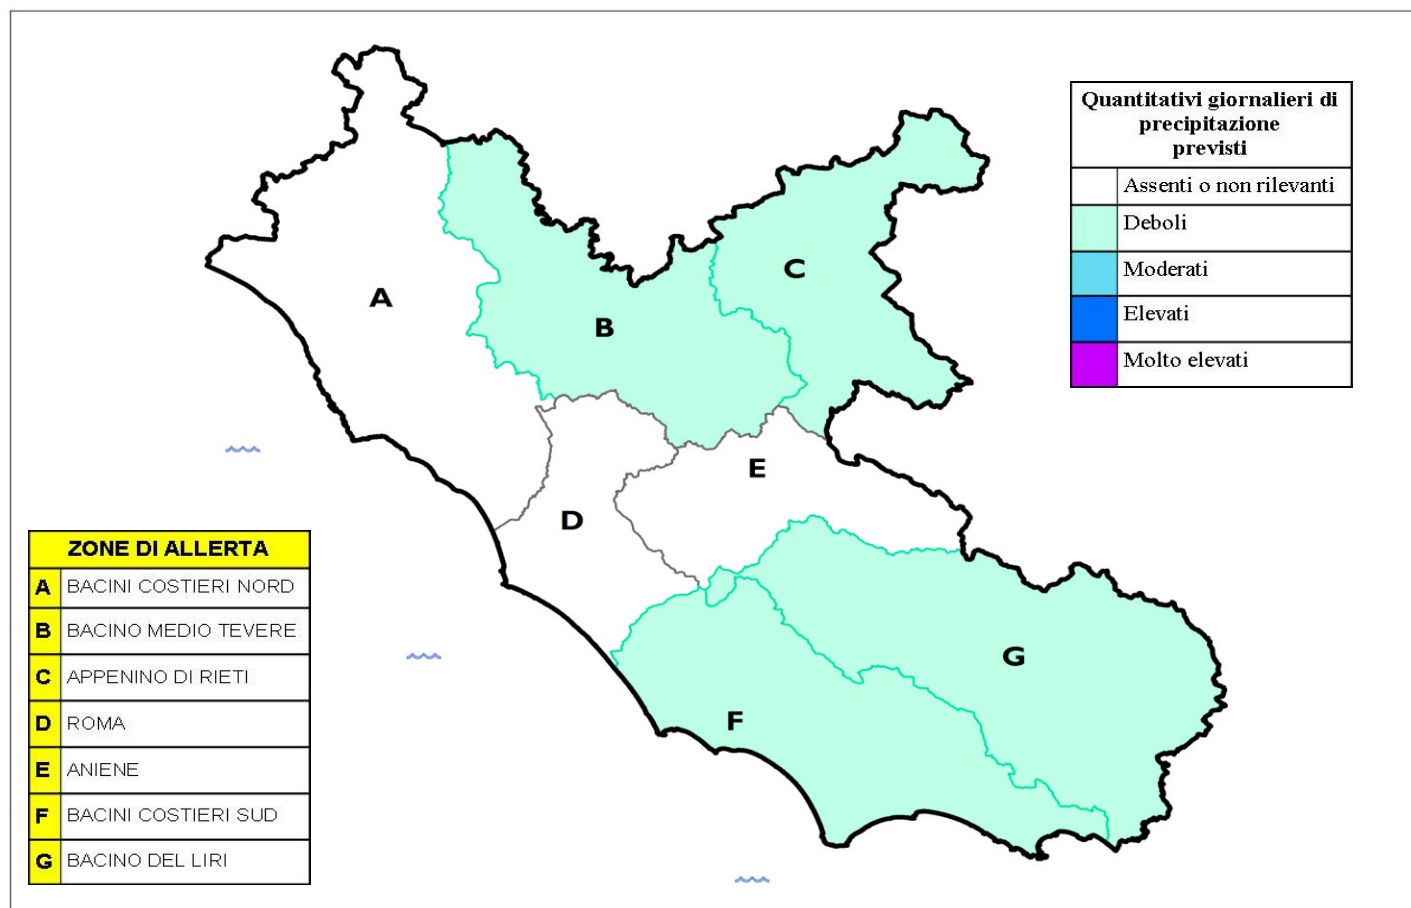 Quantitativi giornalieri di
precipitazione
previsti
Assenti o non rilevanti
Deboli
Moderati
Elevati
Molto elevati
A
B
C
D
E
F
G
ZONE DI ALLERTA
A BACINI COSTIERI NORD
B BACINO MEDIO TEVERE
C APPENINO DI RIETI
D ROMA
E ANIENE
F BACINI COSTIERI SUD
G BACINO DEL LIRI